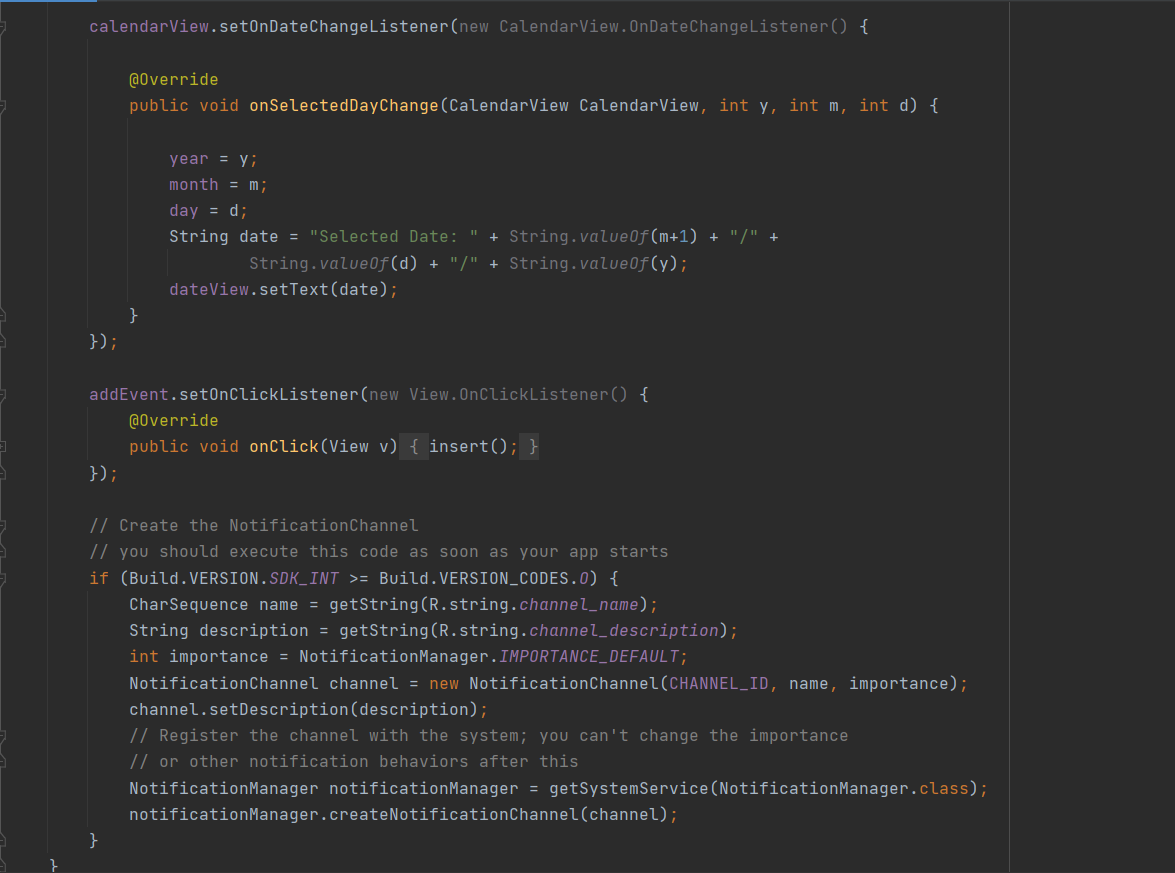 calendarView.setOnDateChangeListener(new CalendarView.OnDateChangeListener() {
@Override
public void onSelectedDayChange(CalendarView CalendarView, int y, int m, int d) {
year = y;
month = m;
day = d;
String date = "Selected Date: " + String.valueOf(m+1) + "/" +
String.valueOf(d) + "/" + String.valueOf(y);
dateView.setText(date);
}
});
addEvent.setOnClickListener(new View.OnClickListener() {
@Override
public void onClick(View v) { insert(); }
});
// Create the NotificationChannel
// you should execute this code as soon as your app starts
if (Build.VERSION.SDK_INT >= Build.VERSION_CODES.O) {
CharSequence name = getString(R.string.channel_name);
String description = getString(R.string.channel_description);
int importance = NotificationManager.IMPORTANCE_DEFAULT;
NotificationChannel channel = new NotificationChannel(CHANNEL_ID, name, importance);
channel.setDescription(description);
// Register the channel with the system; you can't change the importance
// or other notification behaviors after this
NotificationManager notificationManager = getSystemService(NotificationManager.class);
notificationManager.createNotificationChannel(channel);
}
}